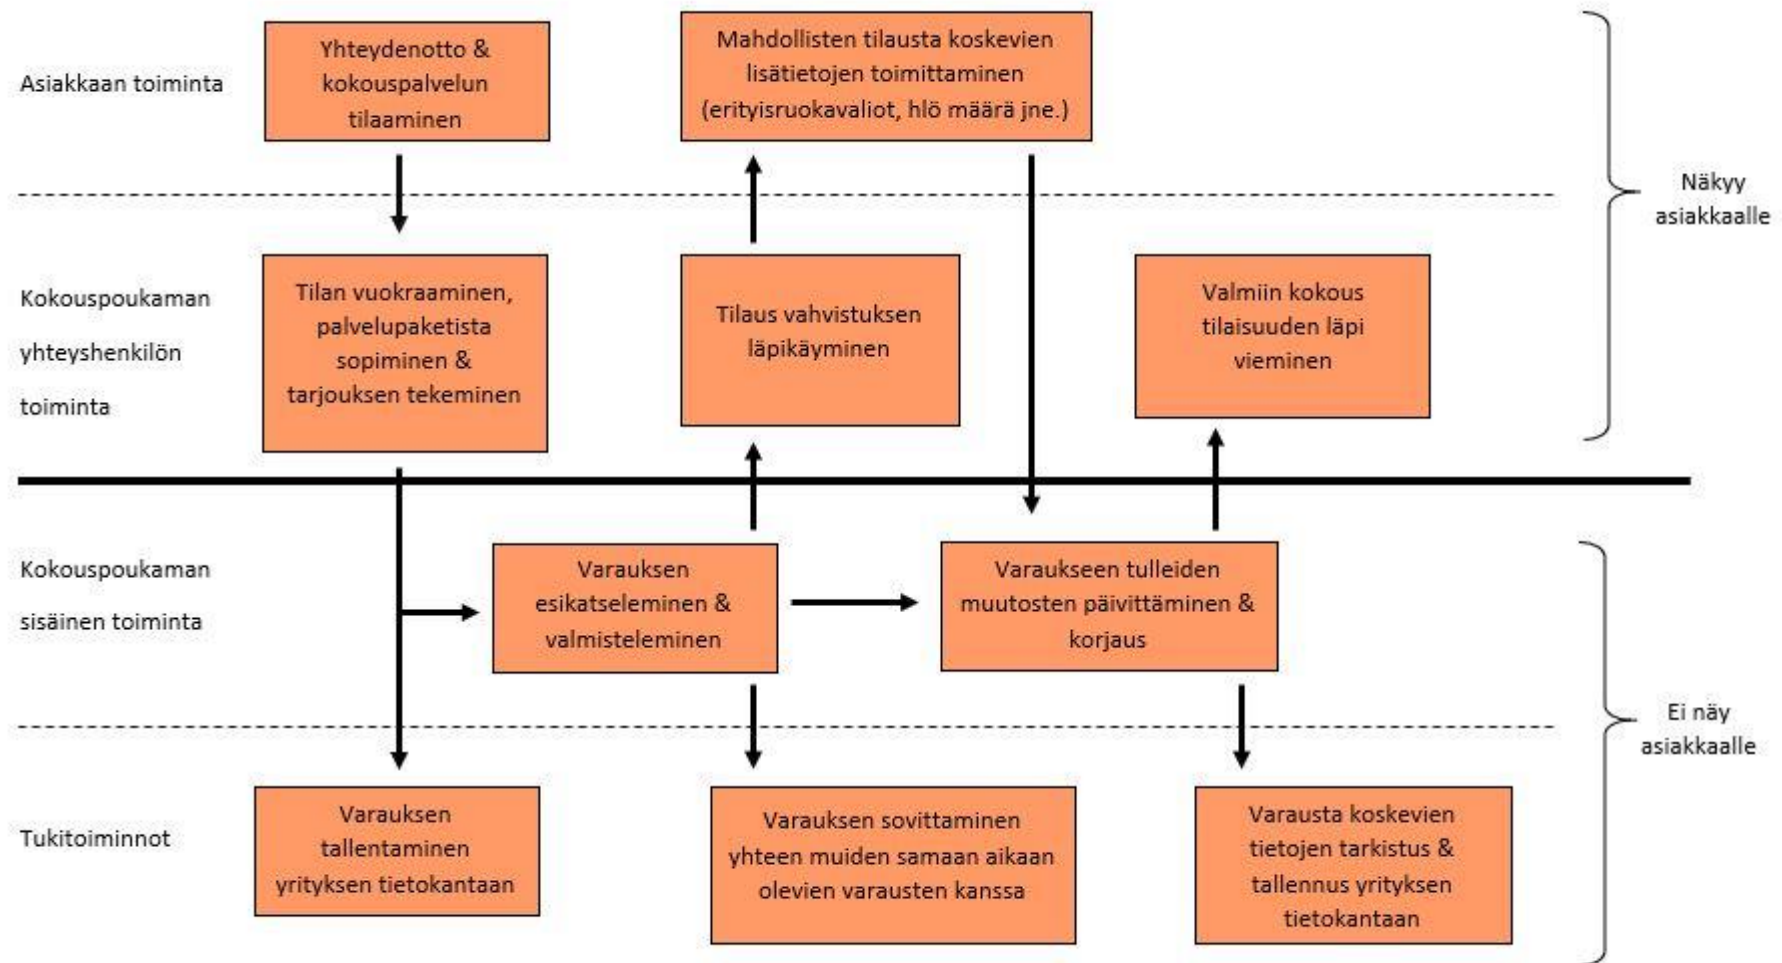 Asiakkaan toiminta
Yhteydenotto &
kokouspalvelun
tilaaminen
Mahdollisten tilausta koskevien
lisätietojen toimittaminen
(erityisruokavaliot, hlö määrä jne.)
Näkyy
asiakkaalle
Kokouspoukaman
yhteyshenkilön
toiminta
Tilan vuokraaminen,
palvelupaketista
sopiminen &
tarjouksen tekeminen
Tilaus vahvistuksen
läpikäyminen
Valmiin kokous
tilaisuuden läpi
vieminen
Kokouspoukaman
sisäinen toiminta
Varauksen
esikatseleminen &
valmisteleminen
Varaukseen tulleiden
muutosten päivittäminen &
korjaus
Ei näy
asiakkaalle
Tukitoiminnot
Varauksen
tallentaminen
yrityksen tietokantaan
Varauksen sovittaminen
yhteen muiden samaan aikaan
olevien varausten kanssa
Varausta koskevien
tietojen tarkistus &
tallennus yrityksen
tietokantaan